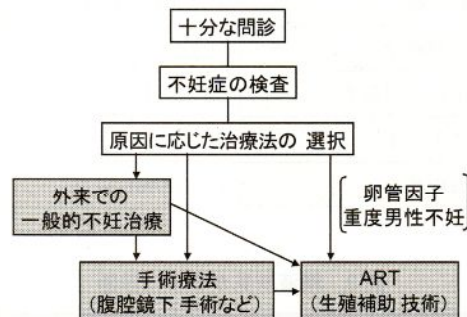 十分な問診
不妊症の検査
原因に応じた治療法の 選択
外来での
一般的不妊治療
卵管因子
重度男性不妊
手術療法
(腹腔鏡下 手術など)
ART
(生殖補助 技術)